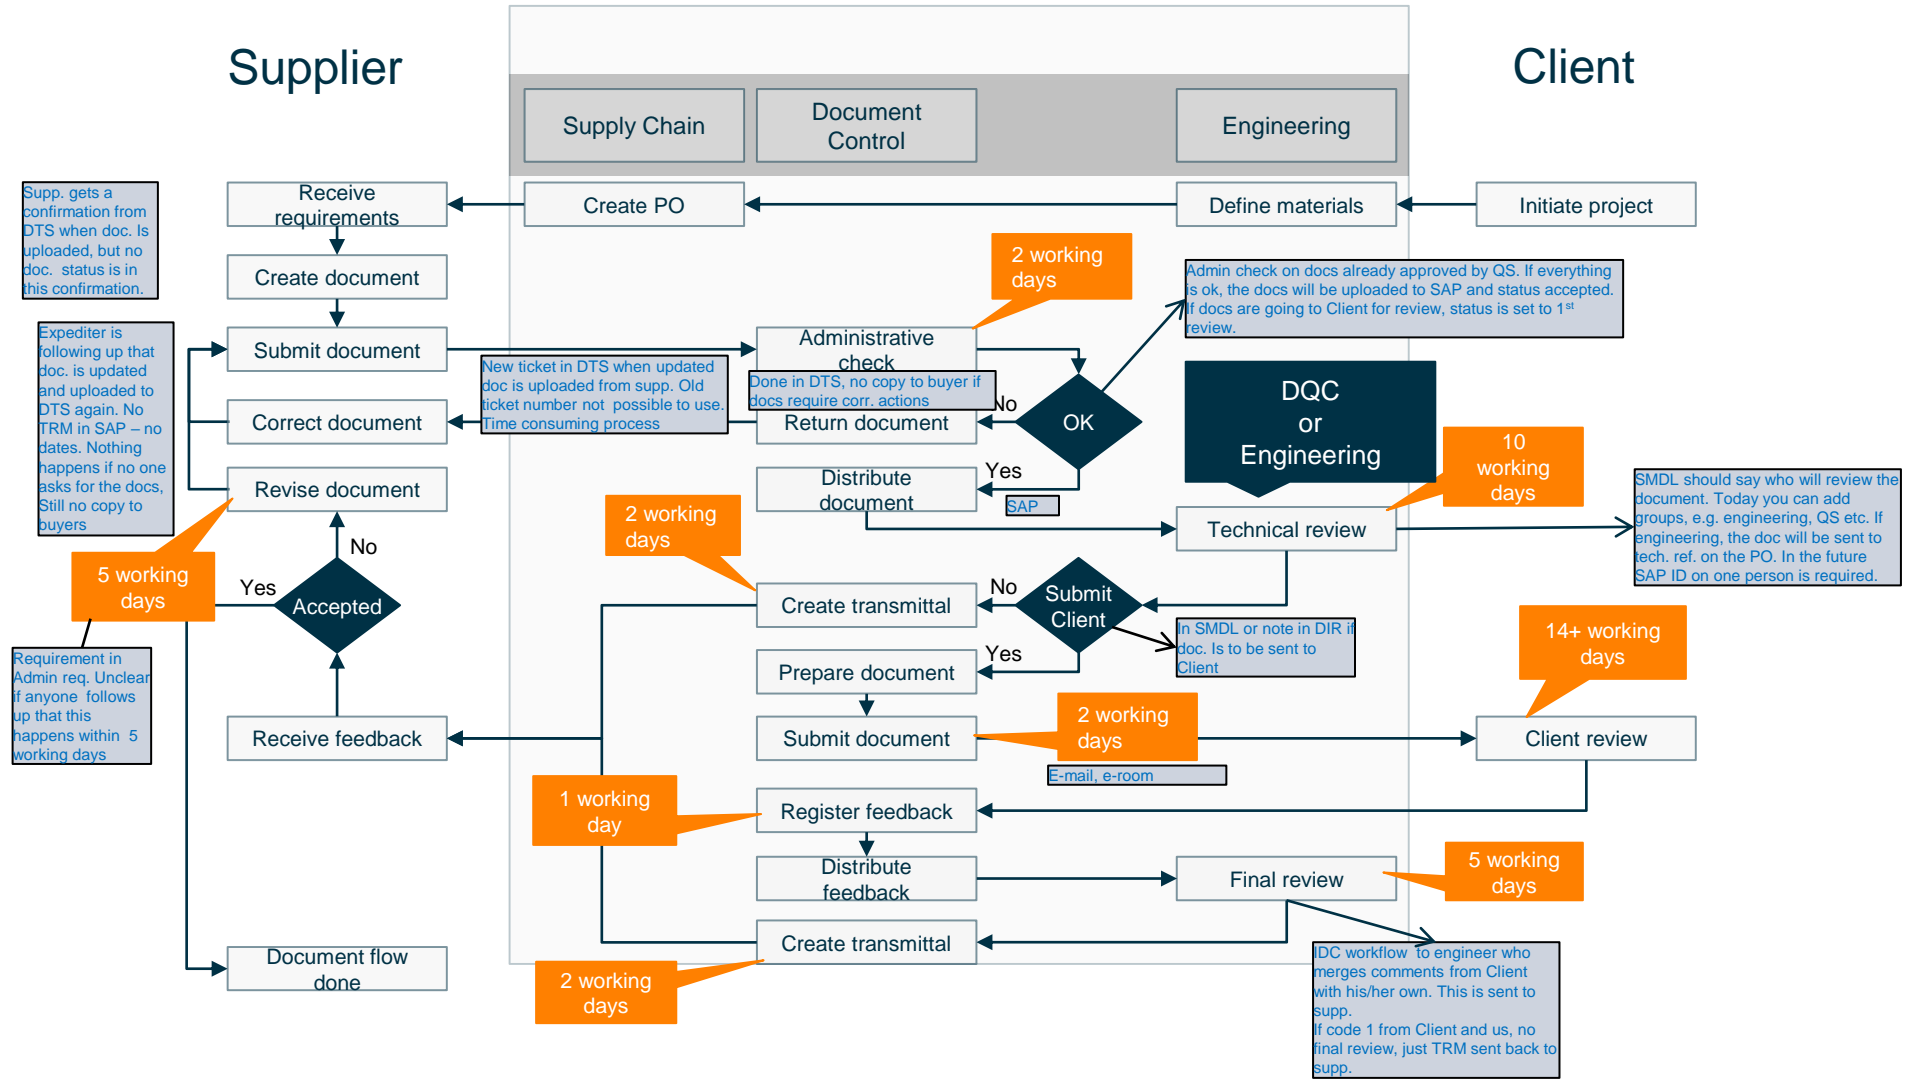 Supplier
Client
Supply Chain
Document
Control
Engineering
Supp. gets a
confirmation from
DTS when doc. Is
uploaded, but no
doc.  status is in
this confirmation.
Receive
requirements
Create PO
Define materials
Initiate project
Create document
2 working
days
Admin check on docs already approved by QS. If everything
is ok, the docs will be uploaded to SAP and status accepted.
If docs are going to Client for review, status is set to 1st
review.
Expediter is
following up that
doc. is updated
and uploaded to
DTS again. No
TRM in SAP – no
dates. Nothing
happens if no one
asks for the docs,
Still no copy to
buyers
Submit document
Administrative
check
New ticket in DTS when updated
doc is uploaded from supp. Old
ticket number not  possible to use.
Time consuming process
Done in DTS, no copy to buyer if
docs require corr. actions
No
OK
DQC
or
Engineering
Correct document
Return document
10
working
days
Revise document
Distribute
document
Yes
SAP
SMDL should say who will review the
document. Today you can add
groups, e.g. engineering, QS etc. If
engineering, the doc will be sent to
tech. ref. on the PO. In the future
SAP ID on one person is required.
2 working
days
Technical review
No
5 working
days
Yes
Accepted
Create transmittal
No
Submit
Client
In SMDL or note in DIR if
doc. Is to be sent to
Client
14+ working
days
Requirement in
Admin req. Unclear
if anyone  follows
up that this
happens within  5
working days
Yes
Prepare document
Receive feedback
Submit document
2 working
days
Client review
E-mail, e-room
1 working
day
Register feedback
Distribute
feedback
Final review
5 working
days
Create transmittal
Document flow
done
2 working
days
IDC workflow  to engineer who
merges comments from Client
with his/her own. This is sent to
supp.
If code 1 from Client and us, no
final review, just TRM sent back to
supp.